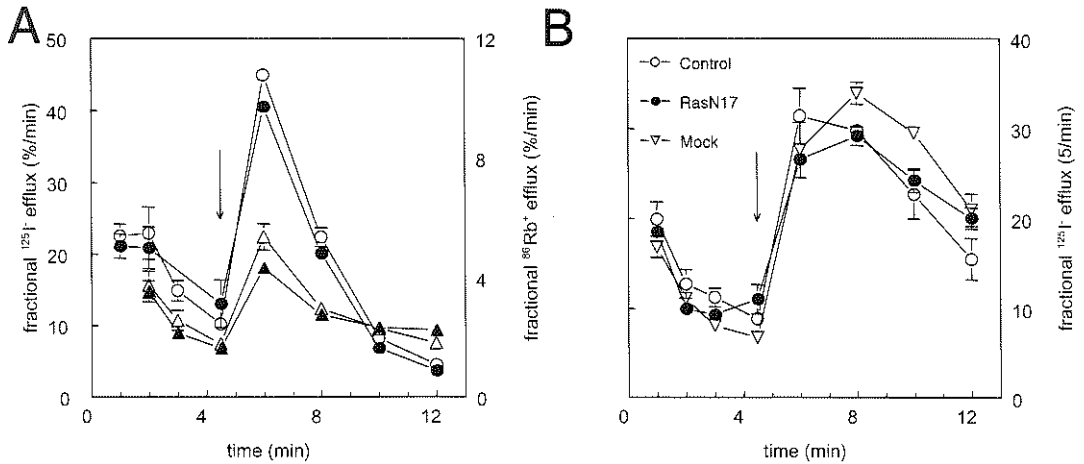 A
50
40
30
20
10
0
fractional ¹²⁵I⁻ efflux (%/min)
12
8
4
0
fractional ⁸⁶Rb⁺ efflux (%/min)
0 4 8 12
time (min)
B
Control
RasN17
Mock
40
30
20
10
0
fractional ¹²⁵I⁻ efflux (5/min)
0 4 8 12
time (min)